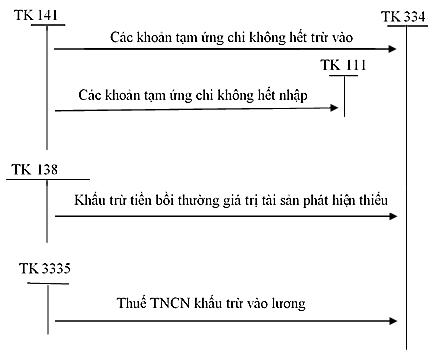 TK 141
TK 334
Các khoản tạm ứng chi không hết trừ vào
TK 111
Các khoản tạm ứng chi không hết nhập
TK 138
Khấu trừ tiền bồi thường giá trị tài sản phát hiện thiếu
TK 3335
Thuế TNCN khấu trừ vào lương